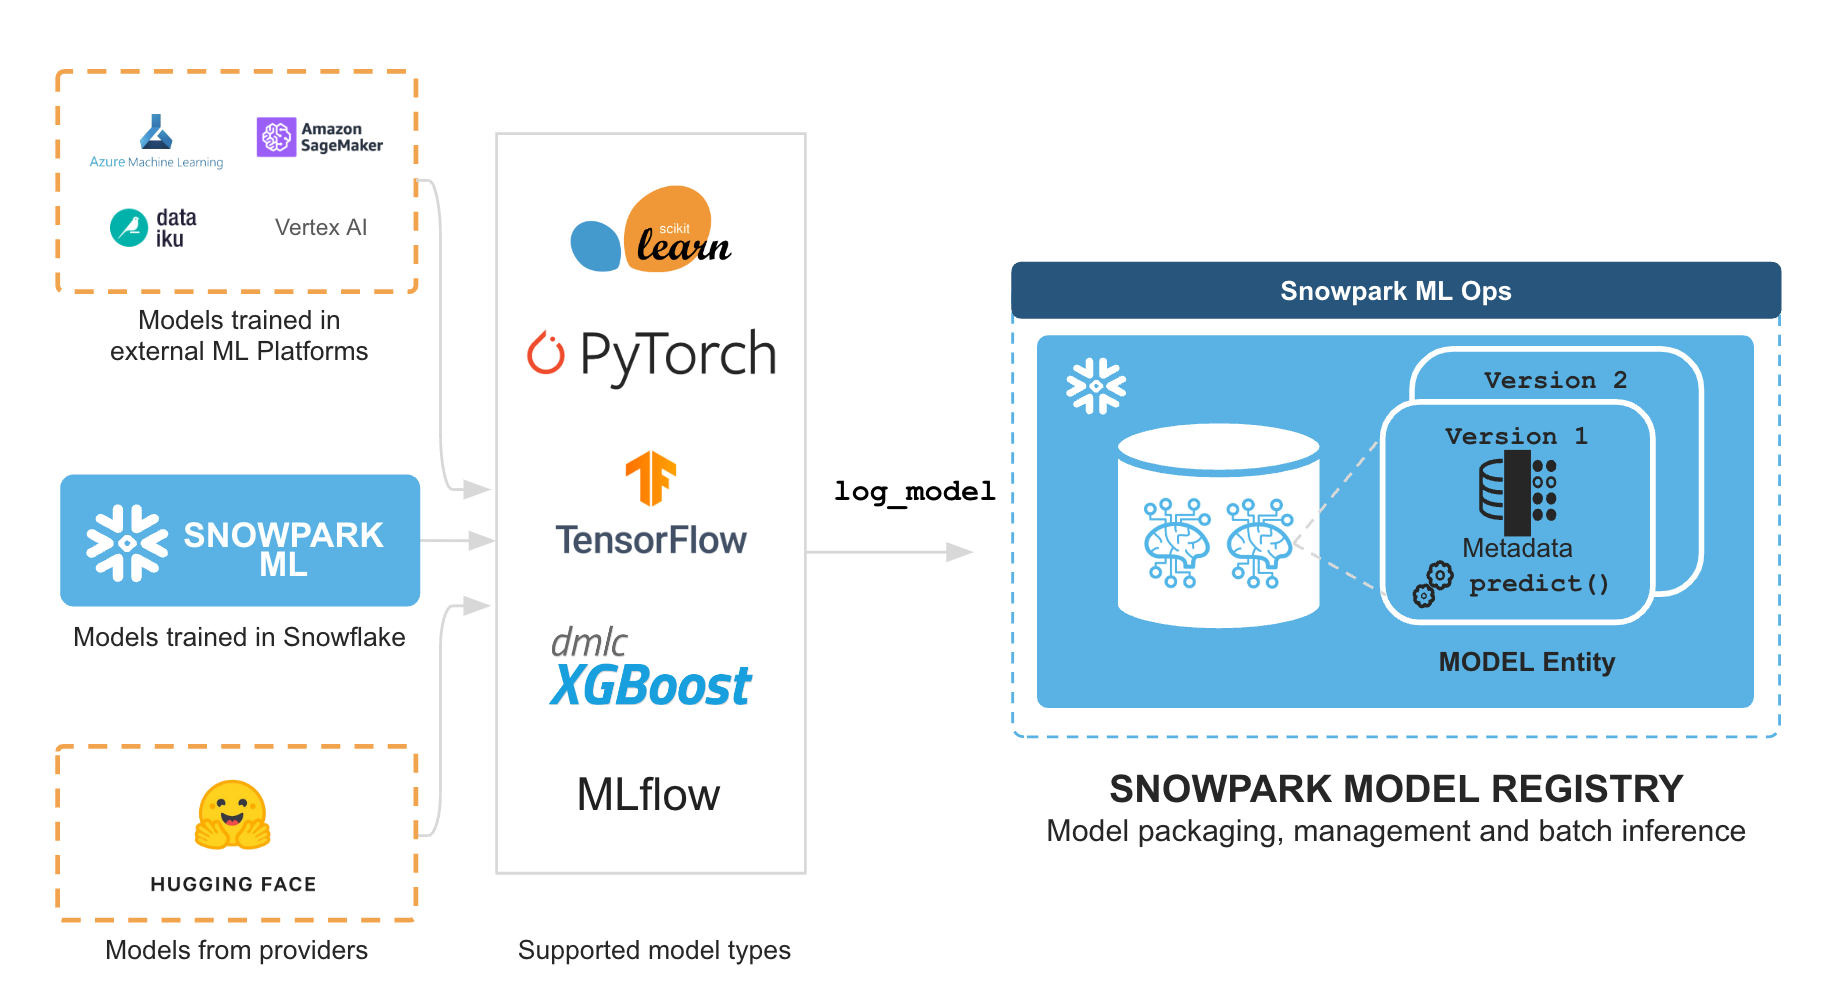 Azure Machine Learning
Amazon
SageMaker
data
iku
Vertex AI
Models trained in
external ML Platforms
SNOWPARK
ML
Models trained in Snowflake
HUGGING FACE
Models from providers
scikit
learn
PyTorch
TensorFlow
dmlc
XGBoost
MLflow
Supported model types
log_model
Snowpark ML Ops
Version 2
Version 1
Metadata
predict()
MODEL Entity
SNOWPARK MODEL REGISTRY
Model packaging, management and batch inference